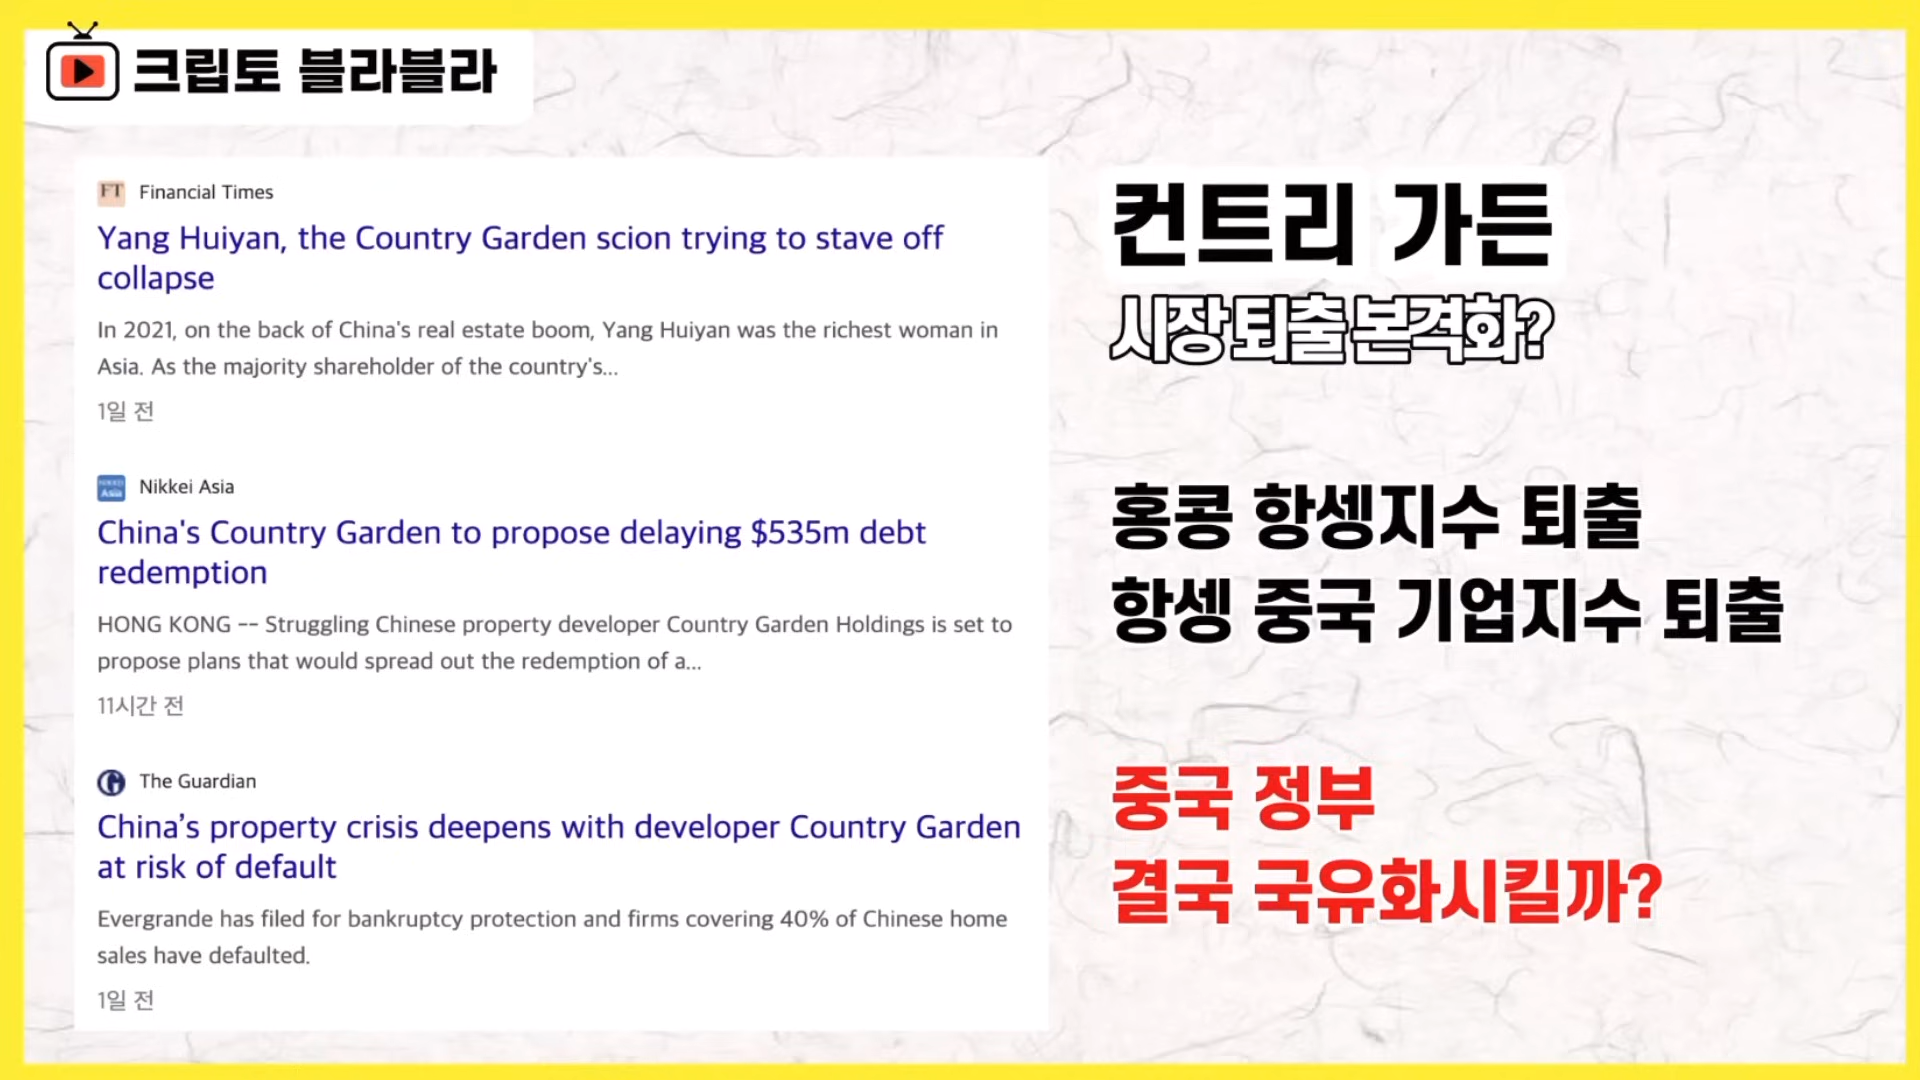 크립토 블라블라
FT Financial Times
Yang Huiyan, the Country Garden scion trying to stave off
collapse
In 2021, on the back of China's real estate boom, Yang Huiyan was the richest woman in
Asia. As the majority shareholder of the country's...
1일 전
NIKKEI Asia Nikkei Asia
China's Country Garden to propose delaying $535m debt
redemption
HONG KONG -- Struggling Chinese property developer Country Garden Holdings is set to
propose plans that would spread out the redemption of a...
11시간 전
G The Guardian
China’s property crisis deepens with developer Country Garden
at risk of default
Evergrande has filed for bankruptcy protection and firms covering 40% of Chinese home
sales have defaulted.
1일 전
컨트리 가든
시장 퇴출 본격화?
홍콩 항셍지수 퇴출
항셍 중국 기업지수 퇴출
중국 정부
결국 국유화시킬까?